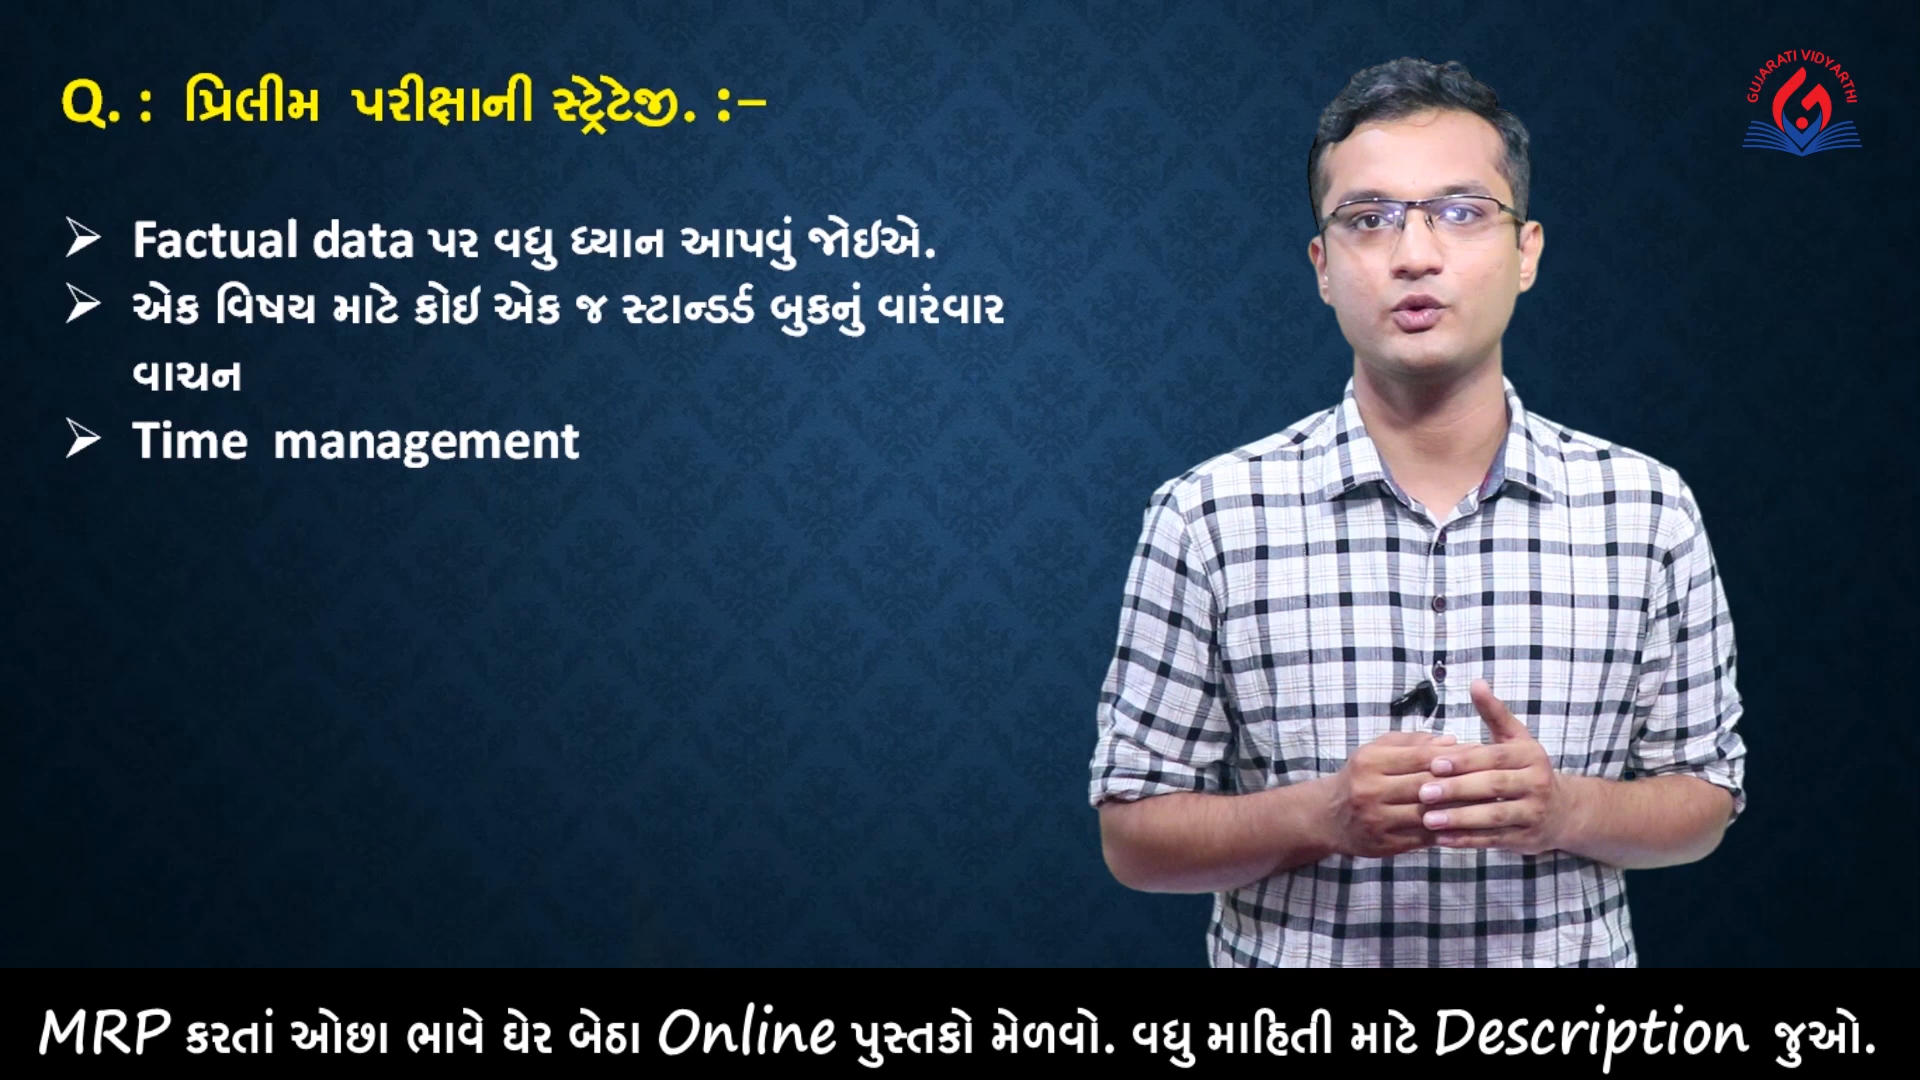 Q. : પ્રિલીમ પરીક્ષાની સ્ટ્રેટેજી. :–
GUJARATI VIDYARTHI
➢ Factual data પર વધુ ધ્યાન આપવું જોઈએ.
➢ એક વિષય માટે કોઈ એક જ સ્ટાન્ડર્ડ બુકનું વારંવાર
વાચન
➢ Time management
MRP કરતાં ઓછા ભાવે ઘેર બેઠા Online પુસ્તકો મેળવો. વધુ માહિતી માટે Description જુઓ.